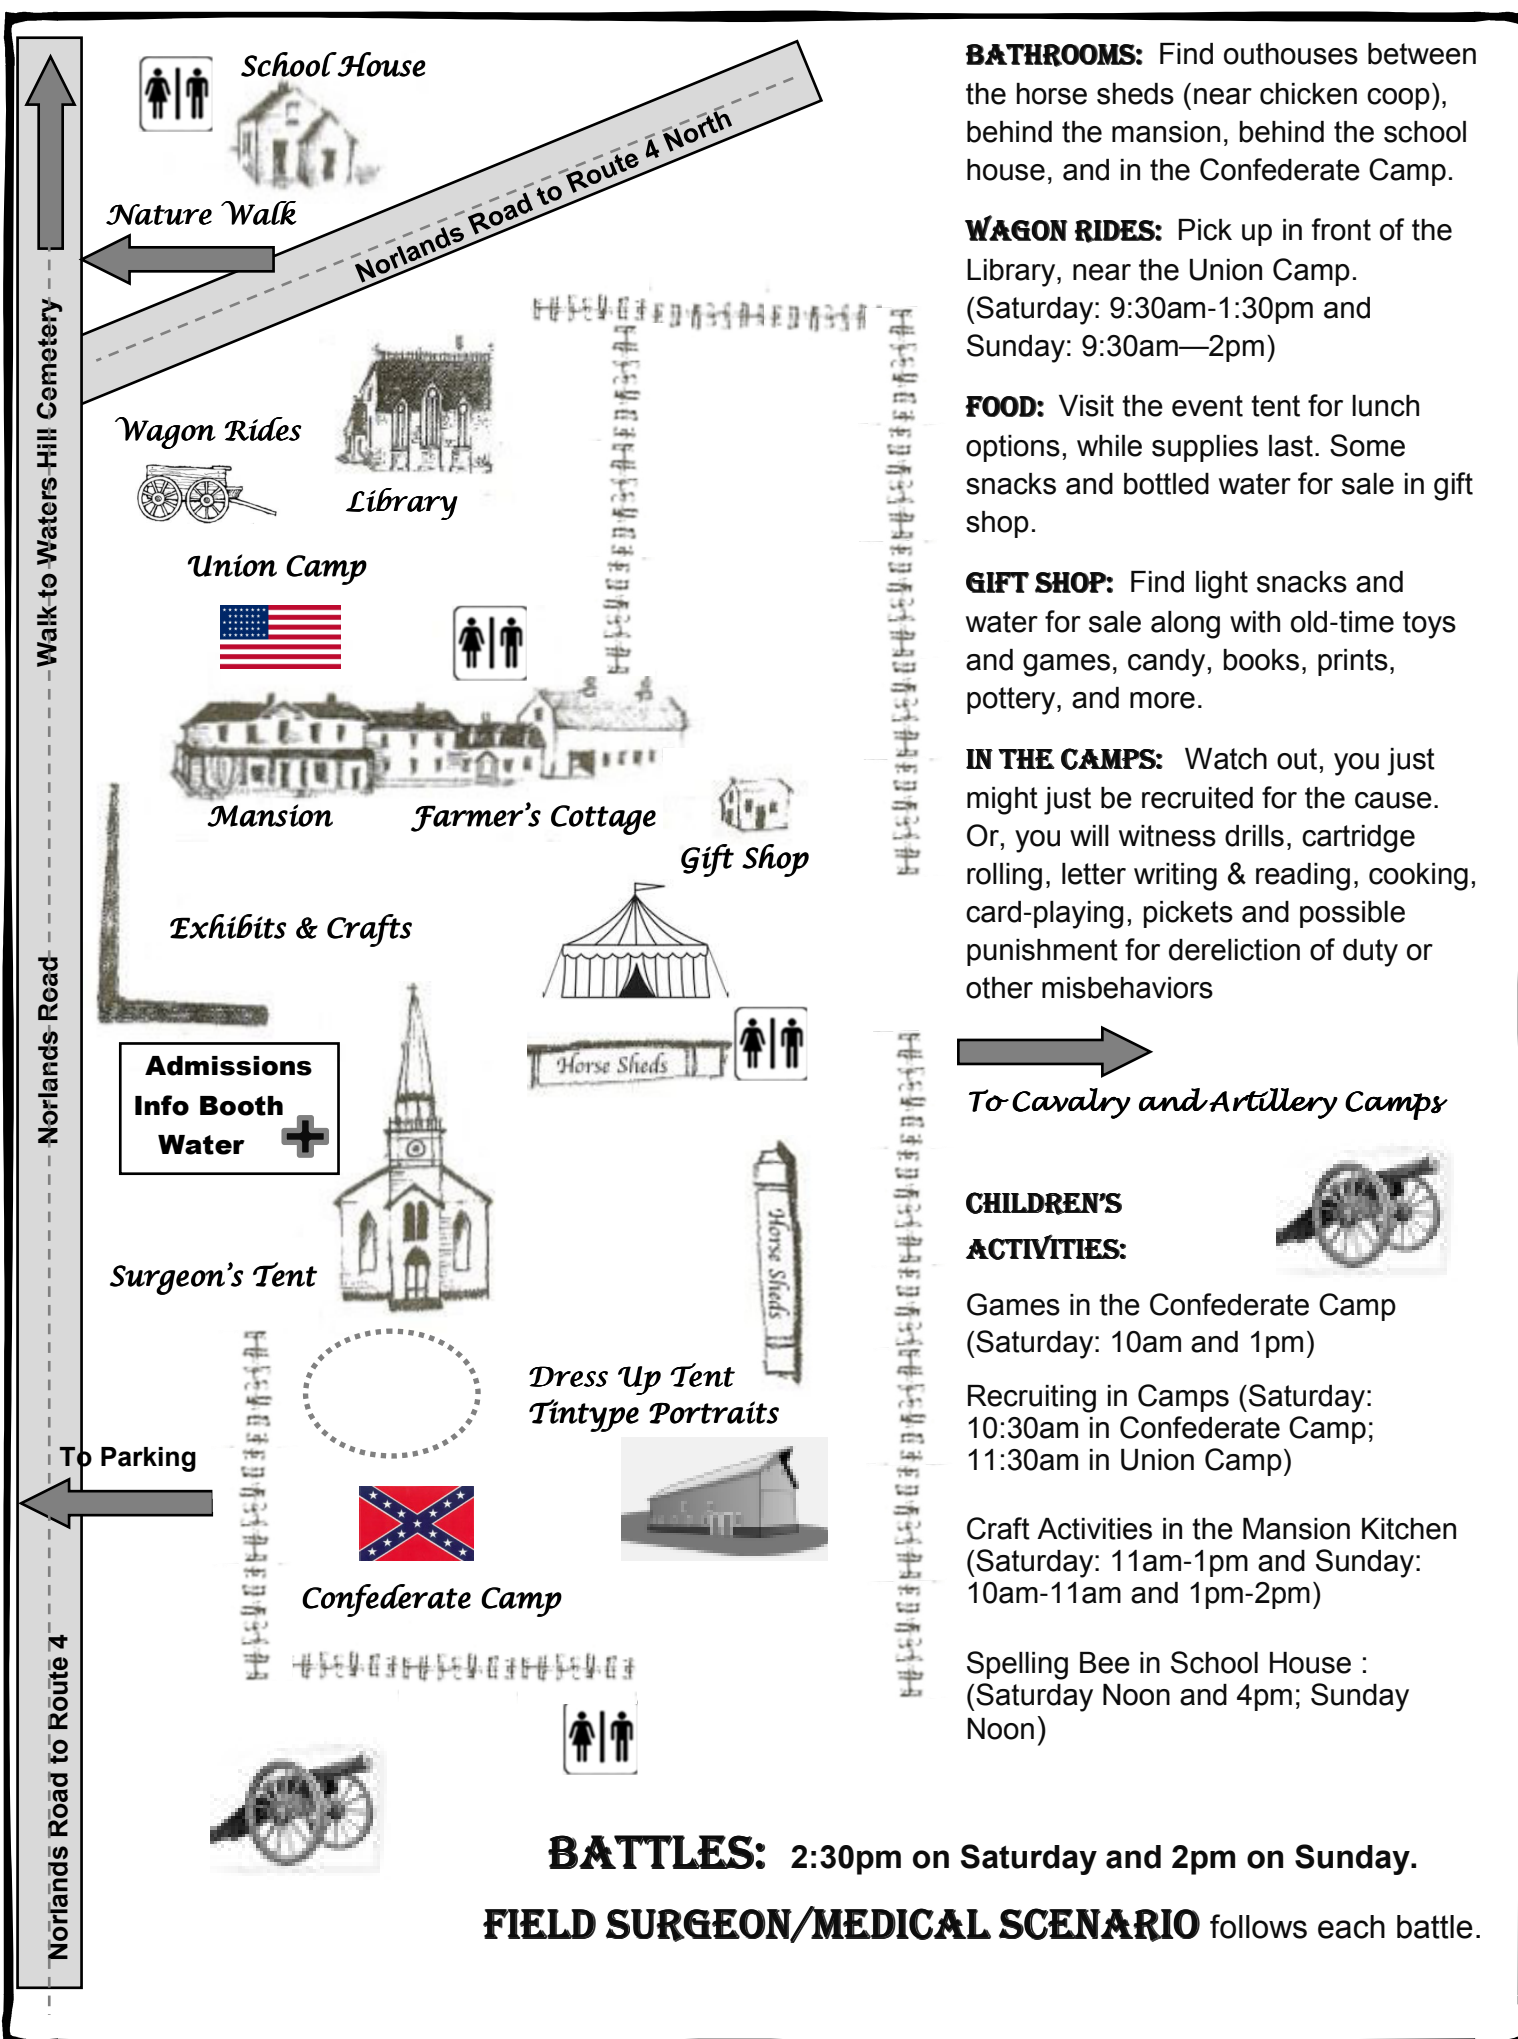 School House
Nature Walk
Norlands Road to Route 4 North
Walk to Waters Hill Cemetery
Wagon Rides
Library
Union Camp
Mansion
Farmer's Cottage
Gift Shop
Exhibits & Crafts
Norlands Road
Horse Sheds
Admissions
Info Booth
Water
Horse Sheds
Surgeon's Tent
Dress Up Tent
Tintype Portraits
To Parking
Confederate Camp
Norlands Road to Route 4
BATHROOMS: Find outhouses between
the horse sheds (near chicken coop),
behind the mansion, behind the school
house, and in the Confederate Camp.
WAGON RIDES: Pick up in front of the
Library, near the Union Camp.
(Saturday: 9:30am-1:30pm and
Sunday: 9:30am—2pm)
FOOD: Visit the event tent for lunch
options, while supplies last. Some
snacks and bottled water for sale in gift
shop.
GIFT SHOP: Find light snacks and
water for sale along with old-time toys
and games, candy, books, prints,
pottery, and more.
IN THE CAMPS: Watch out, you just
might just be recruited for the cause.
Or, you will witness drills, cartridge
rolling, letter writing & reading, cooking,
card-playing, pickets and possible
punishment for dereliction of duty or
other misbehaviors
To Cavalry and Artillery Camps
CHILDREN'S
ACTIVITIES:
Games in the Confederate Camp
(Saturday: 10am and 1pm)
Recruiting in Camps (Saturday:
10:30am in Confederate Camp;
11:30am in Union Camp)
Craft Activities in the Mansion Kitchen
(Saturday: 11am-1pm and Sunday:
10am-11am and 1pm-2pm)
Spelling Bee in School House :
(Saturday Noon and 4pm; Sunday
Noon)
BATTLES: 2:30pm on Saturday and 2pm on Sunday.
FIELD SURGEON/MEDICAL SCENARIO follows each battle.